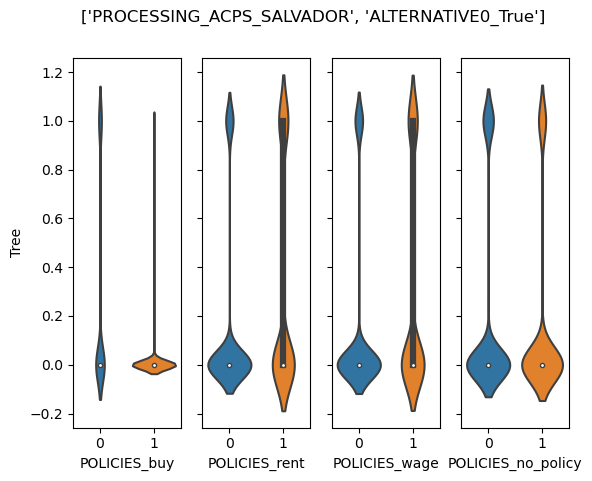 ['PROCESSING_ACPS_SALVADOR', 'ALTERNATIVE0_True']
1.2
1.0
0.8
0.6
0.4
0.2
0.0
−0.2
Tree
0 1 0 1 0 1 0 1
POLICIES_buy POLICIES_rent POLICIES_wage POLICIES_no_policy